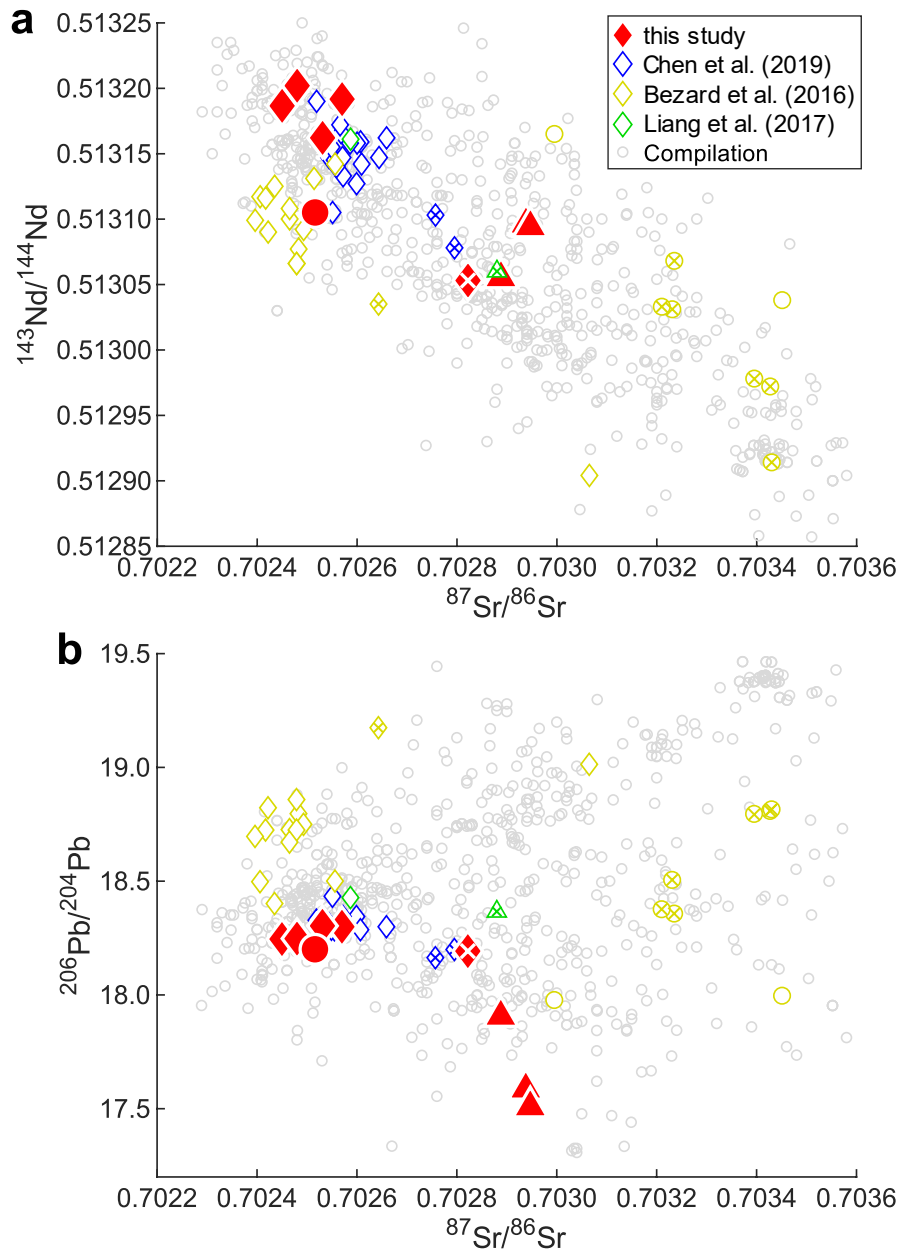 a
0.51325
0.51320
0.51315
0.51310
0.51305
0.51300
0.51295
0.51290
0.51285
¹⁴³Nd/¹⁴⁴Nd
this study
Chen et al. (2019)
Bezard et al. (2016)
Liang et al. (2017)
Compilation
0.7022 0.7024 0.7026 0.7028 0.7030 0.7032 0.7034 0.7036
⁸⁷Sr/⁸⁶Sr
b
19.5
19.0
18.5
18.0
17.5
²⁰⁶Pb/²⁰⁴Pb
0.7022 0.7024 0.7026 0.7028 0.7030 0.7032 0.7034 0.7036
⁸⁷Sr/⁸⁶Sr